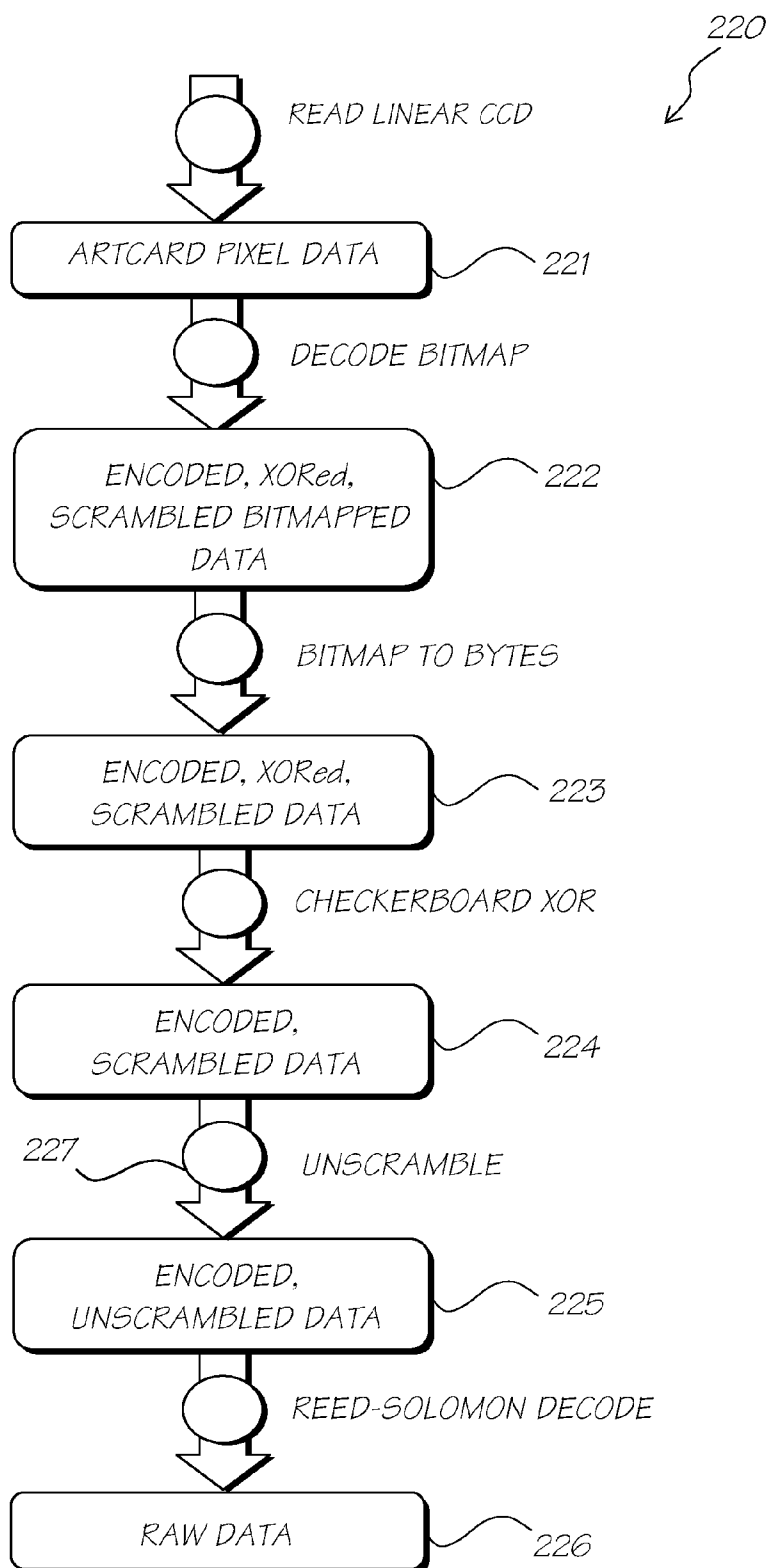 220
READ LINEAR CCD
ARTCARD PIXEL DATA
221
DECODE BITMAP
ENCODED, XORed,
SCRAMBLED BITMAPPED
DATA
222
BITMAP TO BYTES
ENCODED, XORed,
SCRAMBLED DATA
223
CHECKERBOARD XOR
ENCODED,
SCRAMBLED DATA
224
227
UNSCRAMBLE
ENCODED,
UNSCRAMBLED DATA
225
REED-SOLOMON DECODE
RAW DATA
226